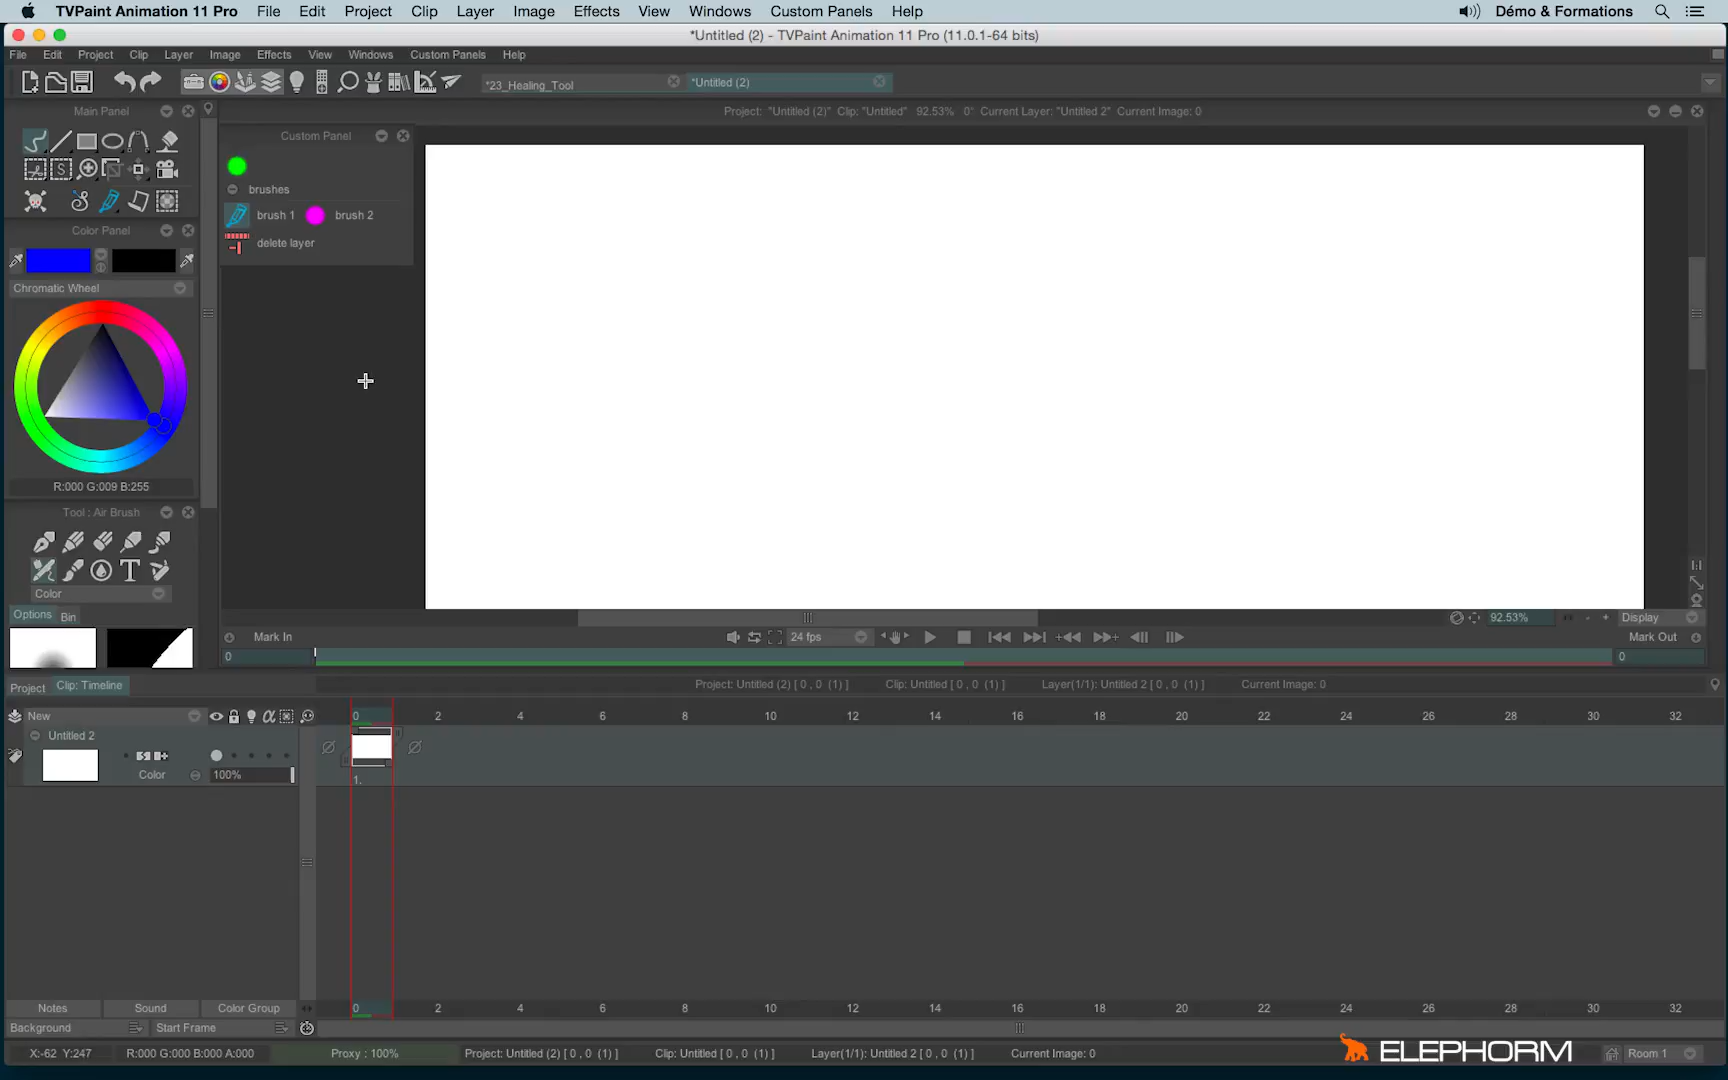 TVPaint Animation 11 Pro File Edit Project Clip Layer Image Effects View Windows Custom Panels Help Démo & Formations
*Untitled (2) - TVPaint Animation 11 Pro (11.0.1-64 bits)
File Edit Project Clip Layer Image Effects View Windows Custom Panels Help
*23_Healing_Tool *Untitled (2)
Main Panel
Project: "Untitled (2)" Clip: "Untitled" 92.53% 0° Current Layer: "Untitled 2" Current Image: 0
Custom Panel
brushes
brush 1 brush 2
delete layer
Color Panel
Chromatic Wheel
R:000 G:009 B:255
Tool : Air Brush
Color
Options Bin
92.53% Display
Mark In 24 fps Mark Out
0 0
Project Clip: Timeline
Project: Untitled (2) [ 0 , 0 (1) ] Clip: Untitled [ 0 , 0 (1) ] Layer(1/1): Untitled 2 [ 0 , 0 (1) ] Current Image: 0
New
0 2 4 6 8 10 12 14 16 18 20 22 24 26 28 30 32
Untitled 2
Color 100%
1.
Notes Sound Color Group
0 2 4 6 8 10 12 14 16 18 20 22 24 26 28 30 32
Background Start Frame
X:-62 Y:247 R:000 G:000 B:000 A:000 Proxy : 100% Project: Untitled (2) [ 0 , 0 (1) ] Clip: Untitled [ 0 , 0 (1) ] Layer(1/1): Untitled 2 [ 0 , 0 (1) ] Current Image: 0 ELEPHORM Room 1